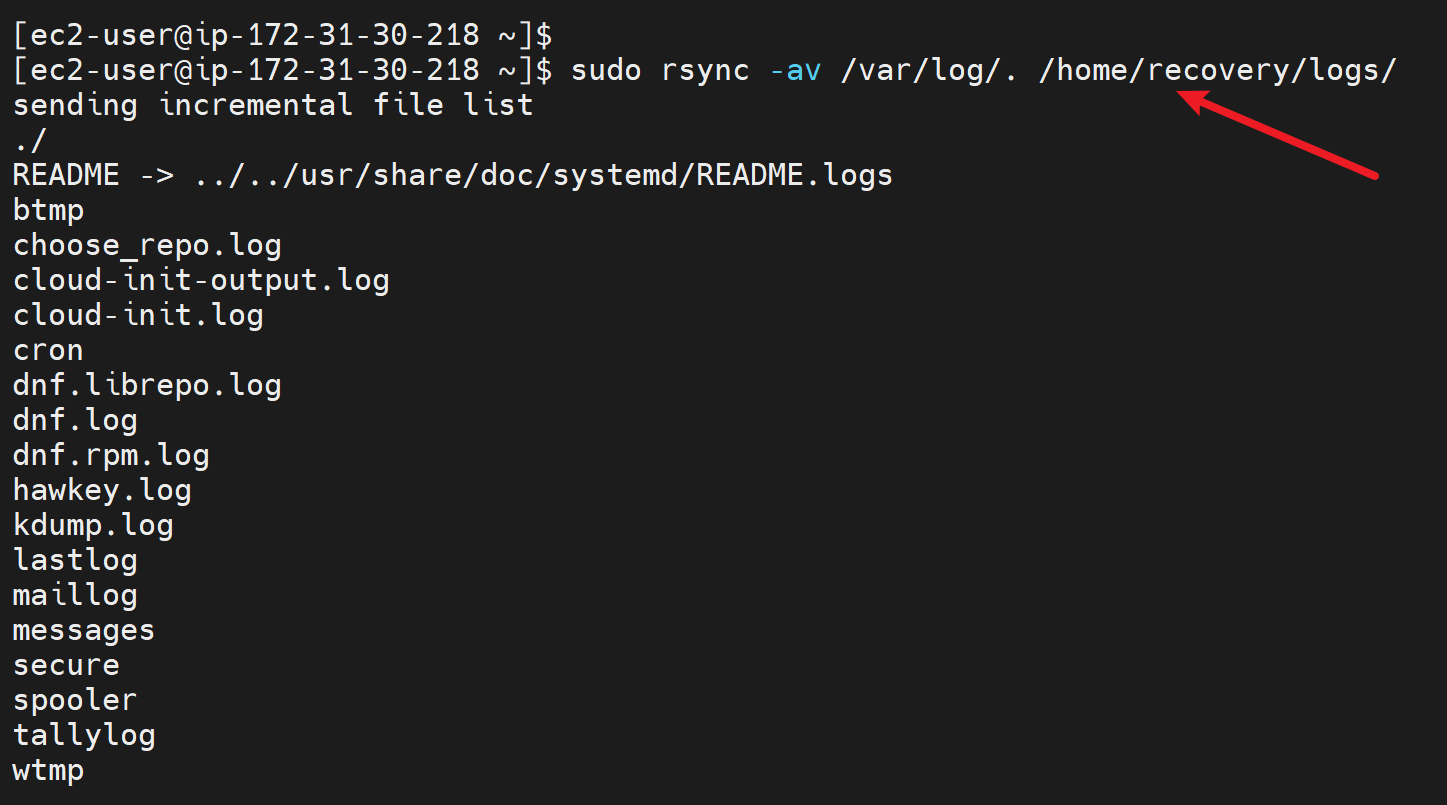 [ec2-user@ip-172-31-30-218 ~]$
[ec2-user@ip-172-31-30-218 ~]$ sudo rsync -av /var/log/. /home/recovery/logs/
sending incremental file list
./
README -> ../../usr/share/doc/systemd/README.logs
btmp
choose_repo.log
cloud-init-output.log
cloud-init.log
cron
dnf.librepo.log
dnf.log
dnf.rpm.log
hawkey.log
kdump.log
lastlog
maillog
messages
secure
spooler
tallylog
wtmp